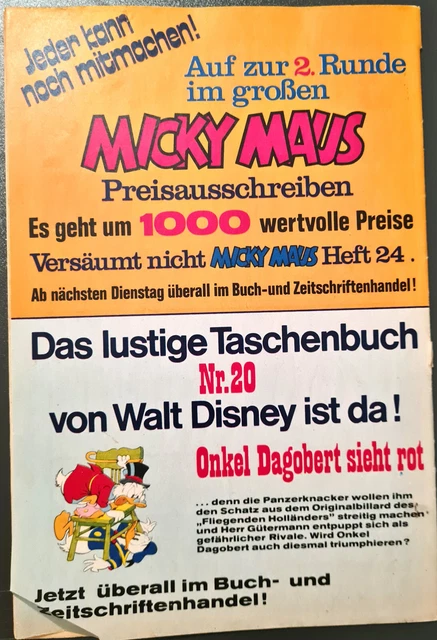 Jeder kann
noch mitmachen!
Auf zur 2. Runde
im großen
MICKY MAUS
Preisausschreiben
Es geht um 1000 wertvolle Preise
Versäumt nicht MICKY MAUS Heft 24.
Ab nächsten Dienstag überall im Buch-und Zeitschriftenhandel!
Das lustige Taschenbuch
Nr.20
von Walt Disney ist da!
Onkel Dagobert sieht rot
... denn die Panzerknacker wollen ihm
den Schatz aus dem Originalbillard des
„Fliegenden Holländers" streitig machen
und Herr Gütermann entpuppt sich als
gefährlicher Rivale. Wird Onkel
Dagobert auch diesmal triumphieren?
Jetzt überall im Buch- und
Zeitschriftenhandel!